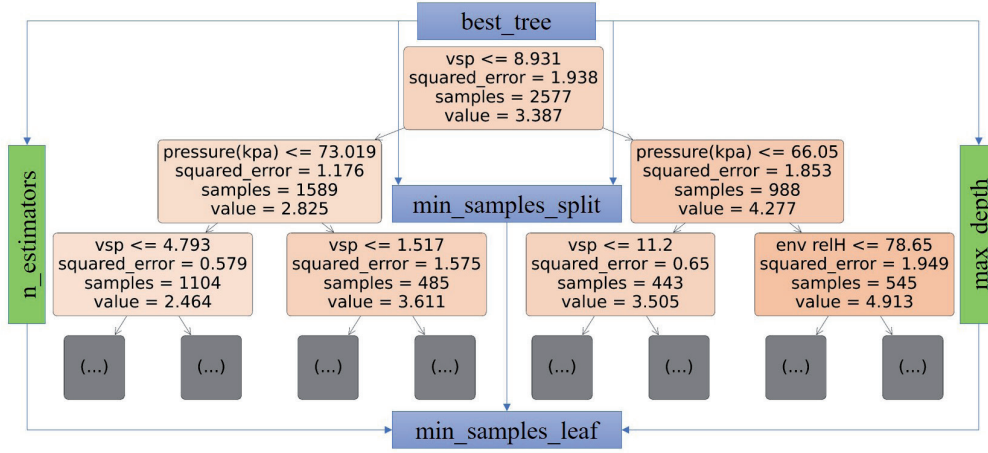 best_tree
vsp <= 8.931
squared_error = 1.938
samples = 2577
value = 3.387
pressure(kpa) <= 73.019
squared_error = 1.176
samples = 1589
value = 2.825
pressure(kpa) <= 66.05
squared_error = 1.853
samples = 988
value = 4.277
n_estimators
min_samples_split
max_depth
vsp <= 4.793
squared_error = 0.579
samples = 1104
value = 2.464
vsp <= 1.517
squared_error = 1.575
samples = 485
value = 3.611
vsp <= 11.2
squared_error = 0.65
samples = 443
value = 3.505
env relH <= 78.65
squared_error = 1.949
samples = 545
value = 4.913
(...)
(...)
(...)
(...)
(...)
(...)
(...)
(...)
min_samples_leaf